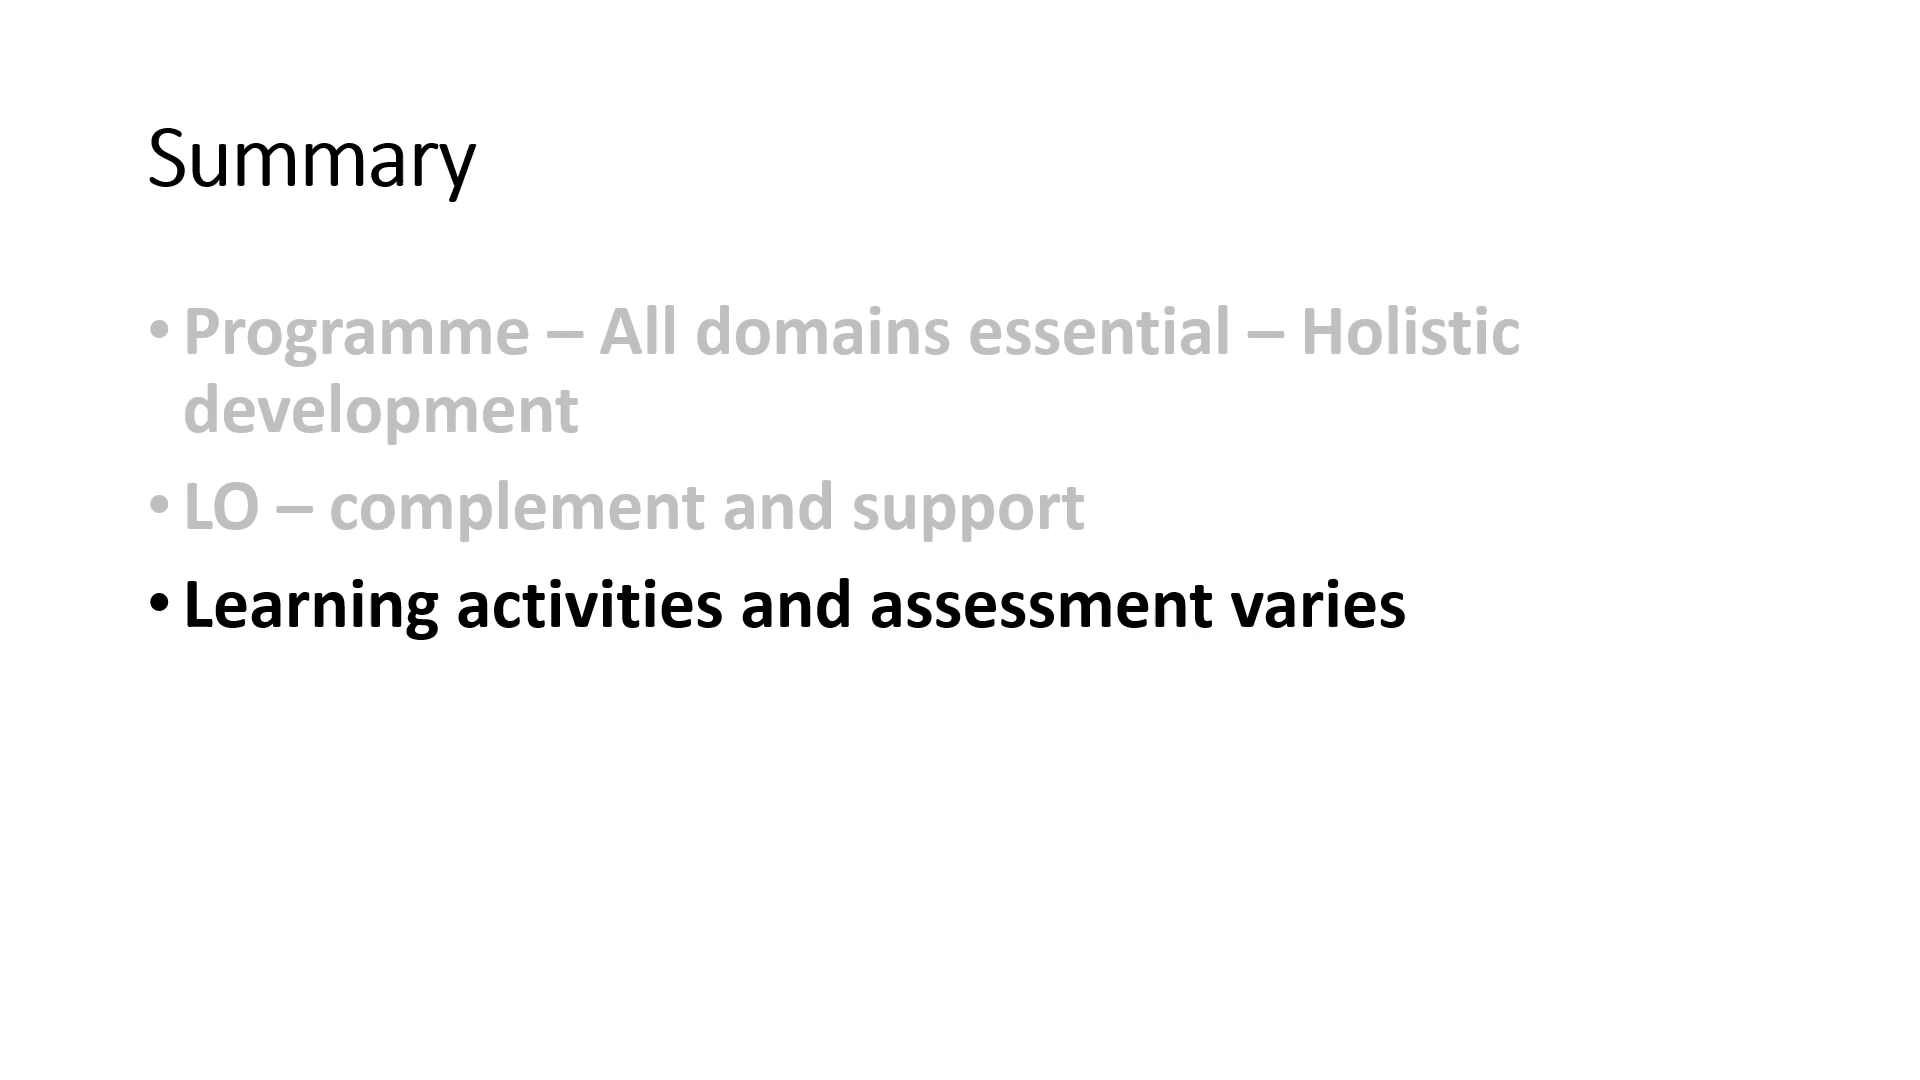 Summary
• Programme – All domains essential – Holistic
development
• LO – complement and support
• Learning activities and assessment varies